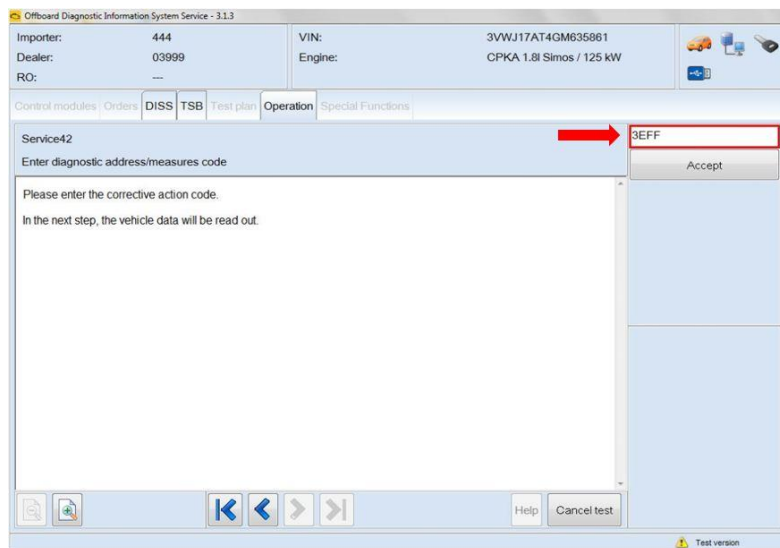 Offboard Diagnostic Information System Service - 3.1.3
Importer: 444 VIN: 3VWJ17AT4GM635861
Dealer: 03999 Engine: CPKA 1.8l Simos / 125 kW
RO: ---
Control modules Orders DISS TSB Test plan Operation Special Functions
Service42
3EFF
Enter diagnostic address/measures code
Accept
Please enter the corrective action code.
In the next step, the vehicle data will be read out.
Help Cancel test
Test version